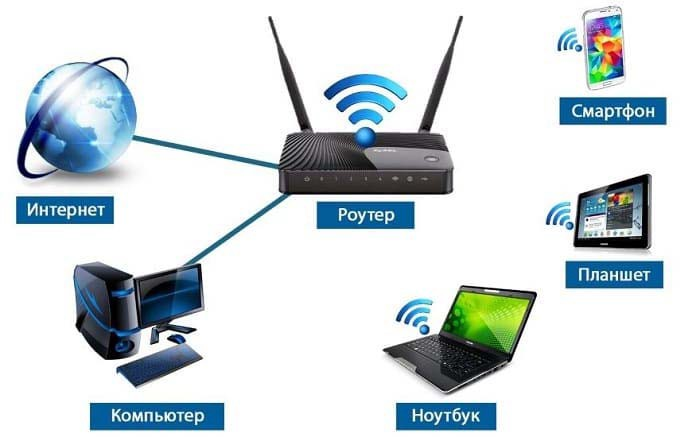 Смартфон
Интернет
Роутер
Планшет
Компьютер
Ноутбук